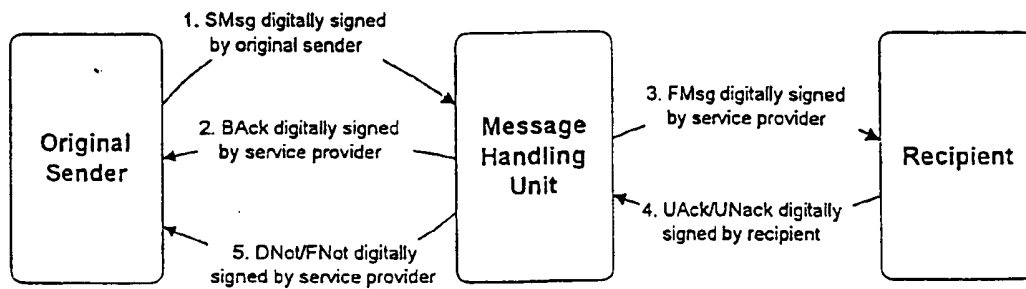 1. SMsg digitally signed
by original sender
2. BAck digitally signed
by service provider
3. FMsg digitally signed
by service provider
Original
Sender
Message
Handling
Unit
Recipient
4. UAck/UNack digitally
signed by recipient
5. DNot/FNot digitally
signed by service provider